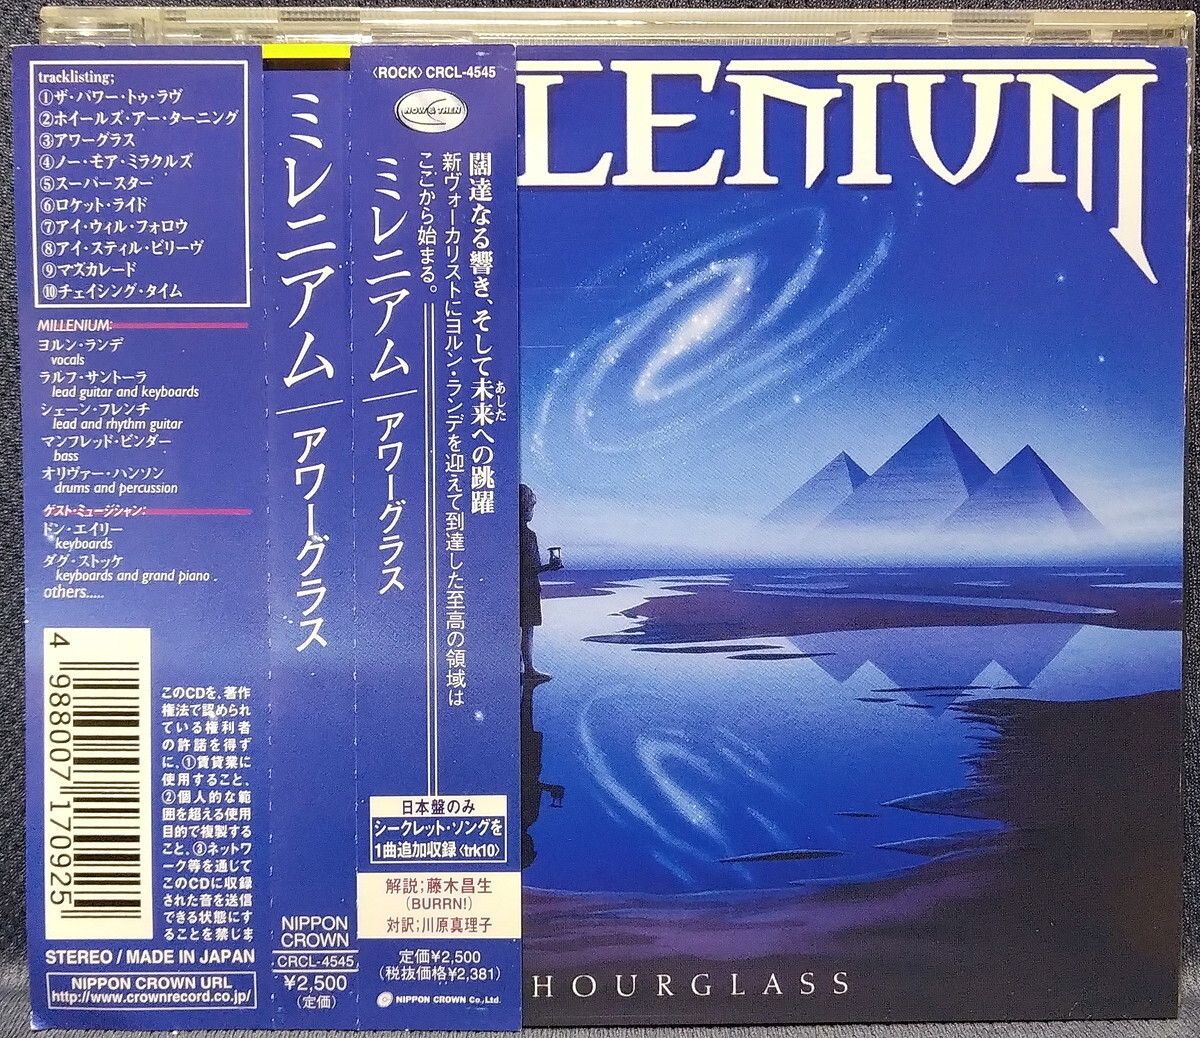 tracklisting;
①ザ・パワー・トゥ・ラヴ
②ホイールズ・アー・ターニング
③アワーグラス
④ノー・モア・ミラクルズ
⑤スーパースター
⑥ロケット・ライド
⑦アイ・ウィル・フォロウ
⑧アイ・スティル・ビリーヴ
⑨マスカレード
⑩チェイシング・タイム
MILLENIUM:
ヨルン・ランデ
vocals
ラルフ・サントーラ
lead guitar and keyboards
シェーン・フレンチ
lead and rhythm guitar
マンフレッド・ビンダー
bass
オリヴァー・ハンソン
drums and percussion
ゲスト・ミュージシャン:
ドン・エイリー
keyboards
ダグ・ストッケ
keyboards and grand piano .
others.....
4 988007 170925
このCDを、著作
権法で認められ
ている権利者
の許諾を得ず
に、①賃貸業に
使用すること、
②個人的な範
囲を超える使用
目的で複製する
こと、③ネットワ
ーク等を通じて
このCDに収録
された音を送信
できる状態にす
ることを禁じま
STEREO / MADE IN JAPAN
NIPPON CROWN URL
http://www.crownrecord.co.jp/
ミレニアム
アワーグラス
NIPPON
CROWN
CRCL-4545
¥2,500
(定価)
〈ROCK〉 CRCL-4545
NOW & THEN
闊達なる響き、そして未来への跳躍
あした
新ヴォーカリストにヨルン・ランデを迎えて到達した至高の領域は
ここから始まる。
ミレニアム
アワーグラス
日本盤のみ
シークレット・ソングを
1曲追加収録〈trk10〉
解説;藤木昌生
(BURRN!)
対訳;川原真理子
定価¥2,500
(税抜価格¥2,381)
NIPPON CROWN Co.,Ltd.
LENIUM
HOURGLASS